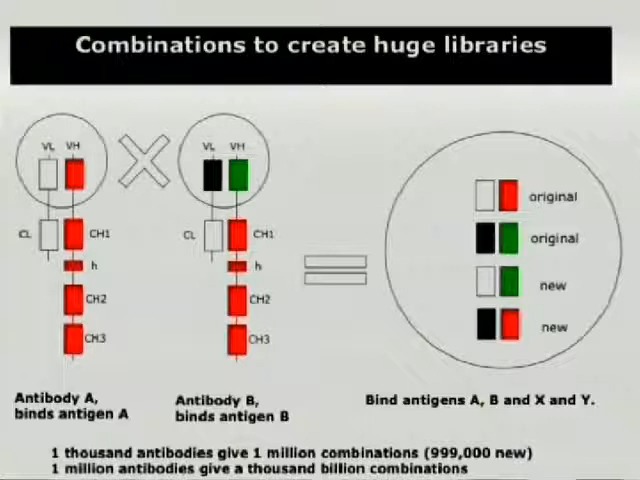 Combinations to create huge libraries
VL VH
VL VH
CL CH1
h
CH2
CH3
CL CH1
h
CH2
CH3
original
original
new
new
Antibody A,
binds antigen A
Antibody B,
binds antigen B
Bind antigens A, B and X and Y.
1 thousand antibodies give 1 million combinations (999,000 new)
1 million antibodies give a thousand billion combinations